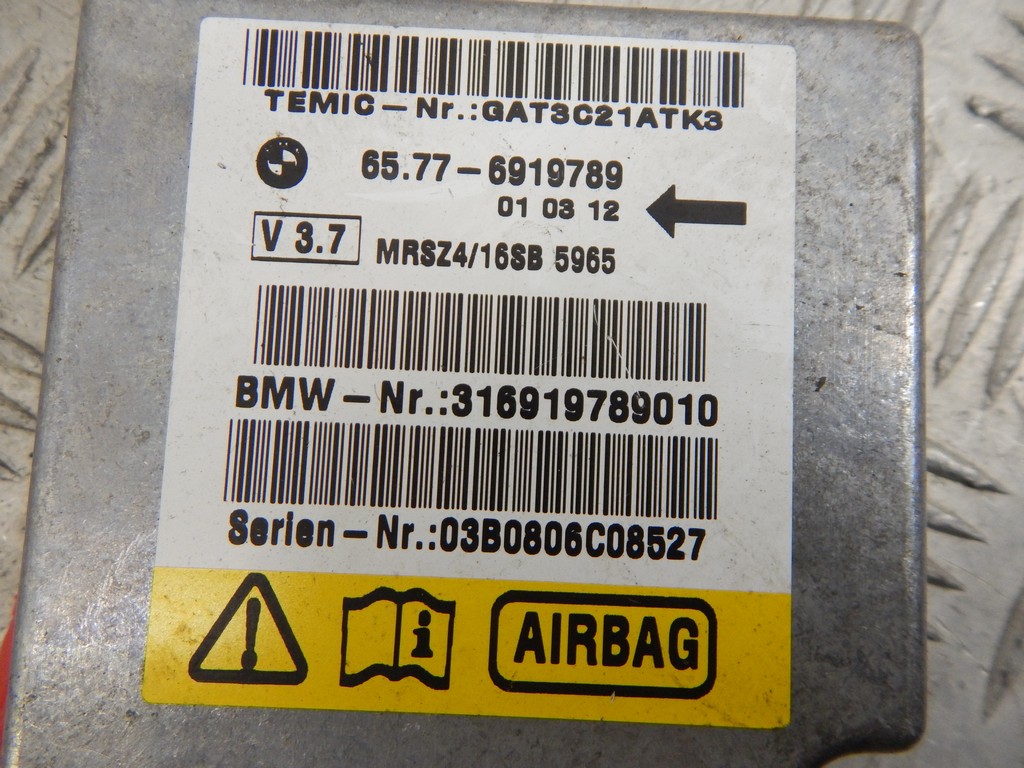 TEMIC-Nr.:GAT3C21ATK3
65.77-6919789
01 03 12
V 3.7
MRSZ4/16SB 5965
BMW-Nr.:316919789010
Serien-Nr.:03B0806C08527
AIRBAG